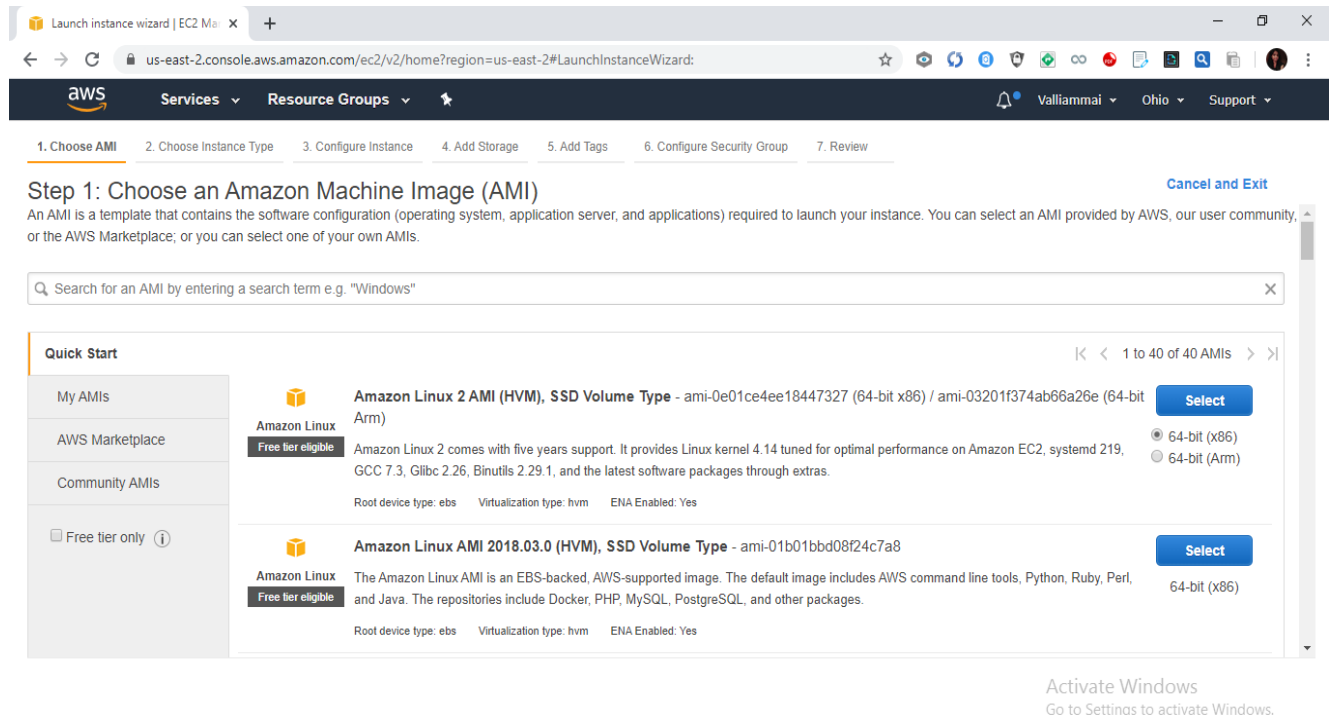 Launch instance wizard | EC2 Ma
us-east-2.console.aws.amazon.com/ec2/v2/home?region=us-east-2#LaunchInstanceWizard:
aws Services Resource Groups Valliammai Ohio Support
1. Choose AMI 2. Choose Instance Type 3. Configure Instance 4. Add Storage 5. Add Tags 6. Configure Security Group 7. Review
Step 1: Choose an Amazon Machine Image (AMI) Cancel and Exit
An AMI is a template that contains the software configuration (operating system, application server, and applications) required to launch your instance. You can select an AMI provided by AWS, our user community,
or the AWS Marketplace; or you can select one of your own AMIs.
Search for an AMI by entering a search term e.g. "Windows"
Quick Start
1 to 40 of 40 AMIs
My AMIs
AWS Marketplace
Community AMIs
Free tier only
Amazon Linux
Free tier eligible
Amazon Linux 2 AMI (HVM), SSD Volume Type - ami-0e01ce4ee18447327 (64-bit x86) / ami-03201f374ab66a26e (64-bit
Arm)
Amazon Linux 2 comes with five years support. It provides Linux kernel 4.14 tuned for optimal performance on Amazon EC2, systemd 219,
GCC 7.3, Glibc 2.26, Binutils 2.29.1, and the latest software packages through extras.
Root device type: ebs Virtualization type: hvm ENA Enabled: Yes
Select
64-bit (x86)
64-bit (Arm)
Amazon Linux
Free tier eligible
Amazon Linux AMI 2018.03.0 (HVM), SSD Volume Type - ami-01b01bbd08f24c7a8
The Amazon Linux AMI is an EBS-backed, AWS-supported image. The default image includes AWS command line tools, Python, Ruby, Perl,
and Java. The repositories include Docker, PHP, MySQL, PostgreSQL, and other packages.
Root device type: ebs Virtualization type: hvm ENA Enabled: Yes
Select
64-bit (x86)
Activate Windows
Go to Settings to activate Windows.